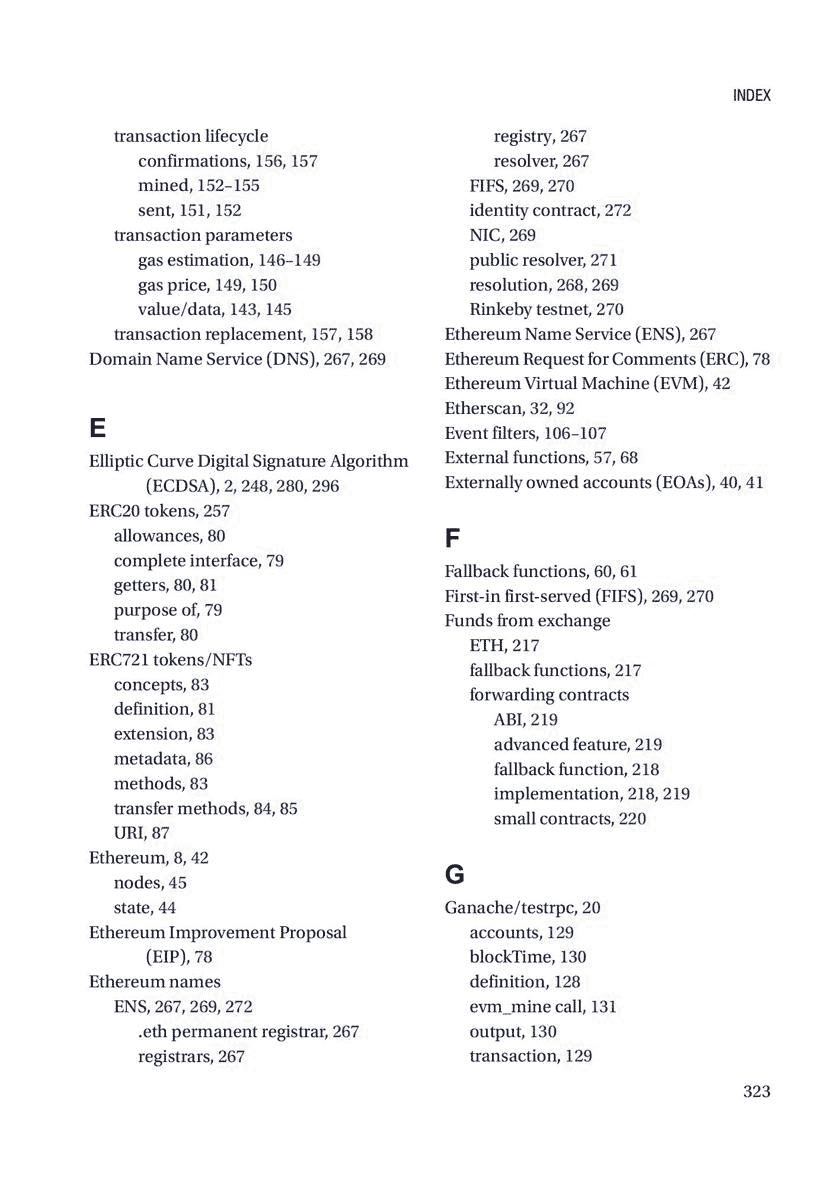 INDEX
transaction lifecycle
confirmations, 156, 157
mined, 152–155
sent, 151, 152
transaction parameters
gas estimation, 146–149
gas price, 149, 150
value/data, 143, 145
transaction replacement, 157, 158
Domain Name Service (DNS), 267, 269
E
Elliptic Curve Digital Signature Algorithm
(ECDSA), 2, 248, 280, 296
ERC20 tokens, 257
allowances, 80
complete interface, 79
getters, 80, 81
purpose of, 79
transfer, 80
ERC721 tokens/NFTs
concepts, 83
definition, 81
extension, 83
metadata, 86
methods, 83
transfer methods, 84, 85
URI, 87
Ethereum, 8, 42
nodes, 45
state, 44
Ethereum Improvement Proposal
(EIP), 78
Ethereum names
ENS, 267, 269, 272
.eth permanent registrar, 267
registrars, 267
registry, 267
resolver, 267
FIFS, 269, 270
identity contract, 272
NIC, 269
public resolver, 271
resolution, 268, 269
Rinkeby testnet, 270
Ethereum Name Service (ENS), 267
Ethereum Request for Comments (ERC), 78
Ethereum Virtual Machine (EVM), 42
Etherscan, 32, 92
Event filters, 106–107
External functions, 57, 68
Externally owned accounts (EOAs), 40, 41
F
Fallback functions, 60, 61
First-in first-served (FIFS), 269, 270
Funds from exchange
ETH, 217
fallback functions, 217
forwarding contracts
ABI, 219
advanced feature, 219
fallback function, 218
implementation, 218, 219
small contracts, 220
G
Ganache/testrpc, 20
accounts, 129
blockTime, 130
definition, 128
evm_mine call, 131
output, 130
transaction, 129
323